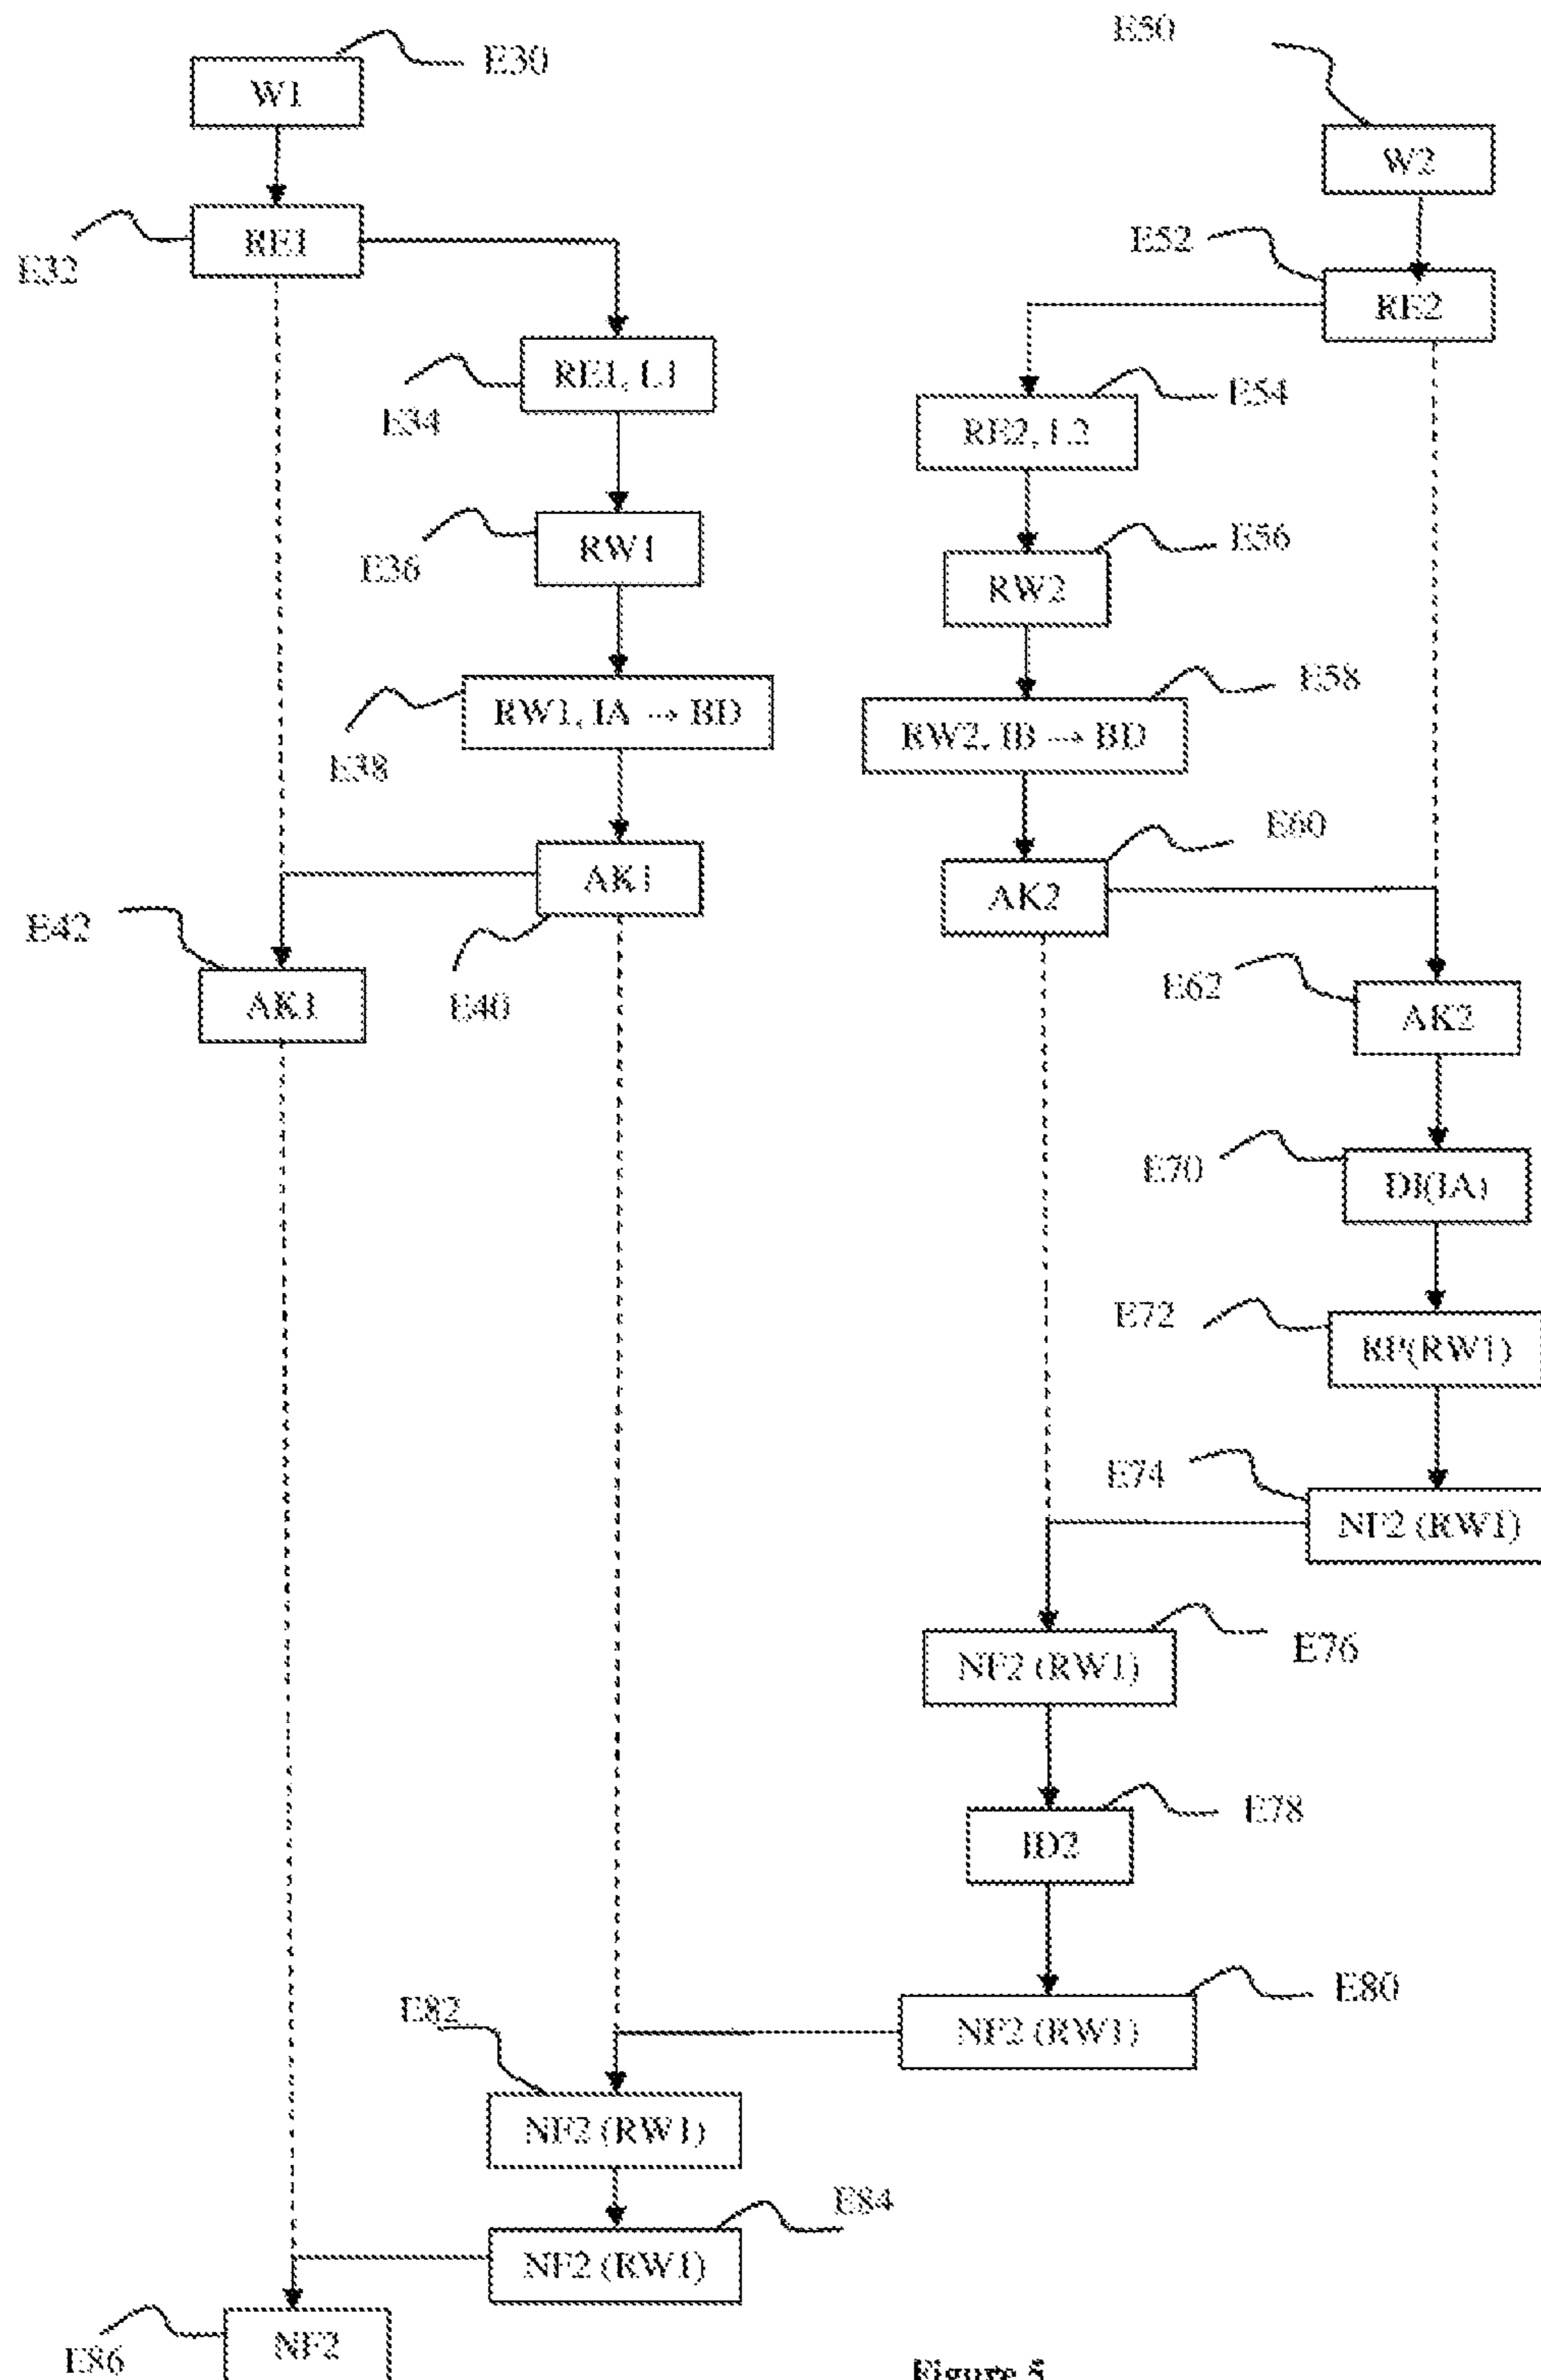 E30
W1
E50
W2
E32
RE1
E52
RE2
RE1, L1
E34
E54
RE2, L2
RW1
E36
E56
RW2
RW1, IA → BD
E38
E58
RW2, IB → BD
AK1
E40
E60
AK2
E42
AK1
E62
AK2
E70
DI(IA)
E72
RP(RW1)
E74
NF2 (RW1)
E76
NF2 (RW1)
E78
ID2
E80
NF2 (RW1)
E82
NF2 (RW1)
E84
NF2 (RW1)
E86
NF2
Figure 5